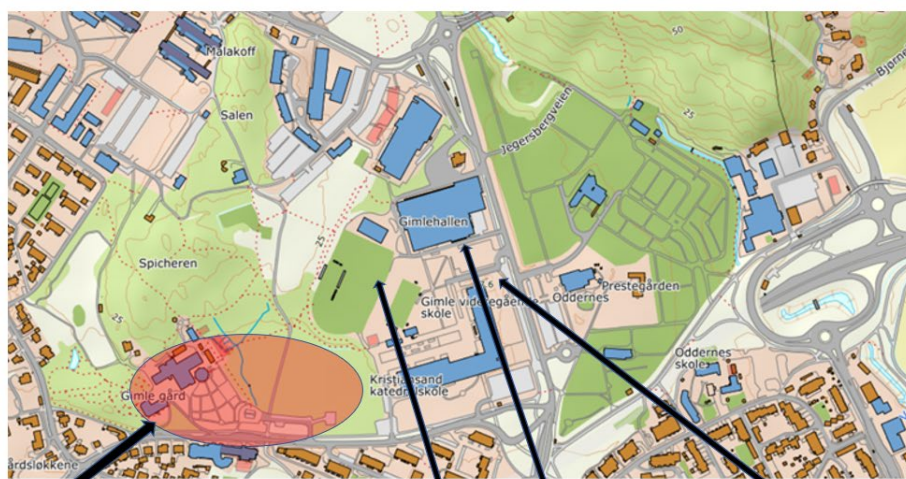 Malakoff
50
Bjørne
Salen
25
Jegersbergveien
Gimlehallen
25
Spicheren
25
Prestegården
Oddernes
Gimle videregående
skole
Oddernes
skole
Kristiansand
katedralskole
Gimle gård
årdsløkkene